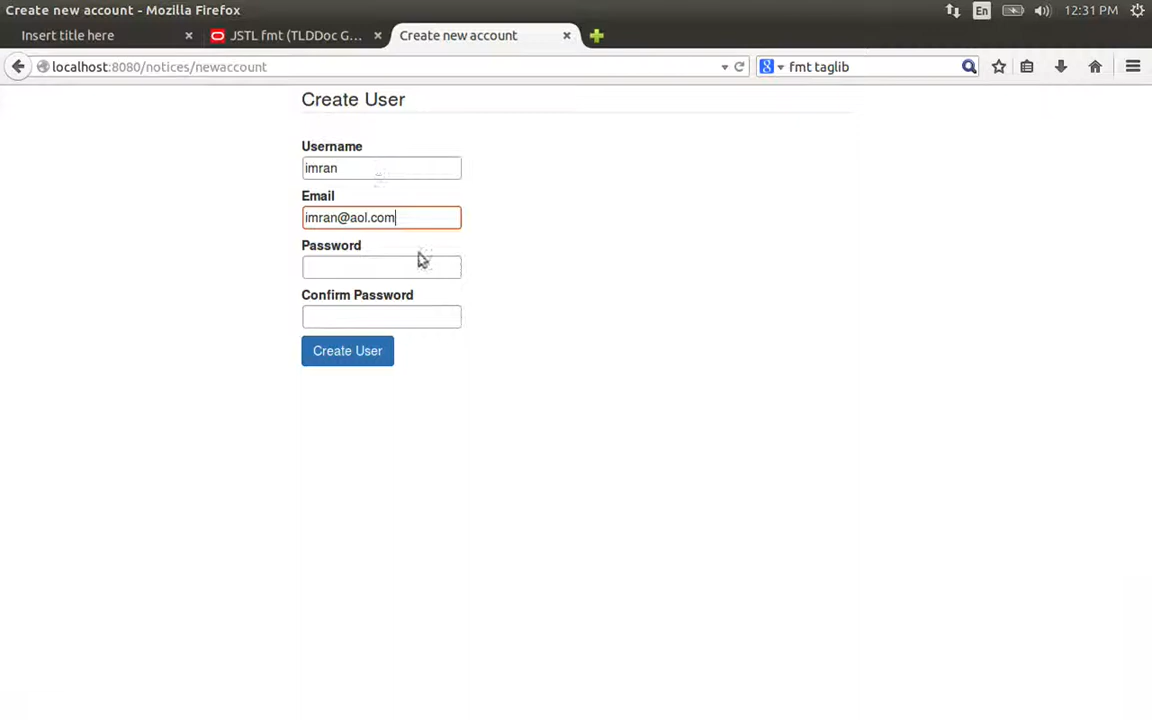 Create new account - Mozilla Firefox
En
12:31 PM
Insert title here
JSTL fmt (TLDDoc G...
Create new account
localhost:8080/notices/newaccount
fmt taglib
Create User
Username
imran
Email
imran@aol.com
Password
Confirm Password
Create User